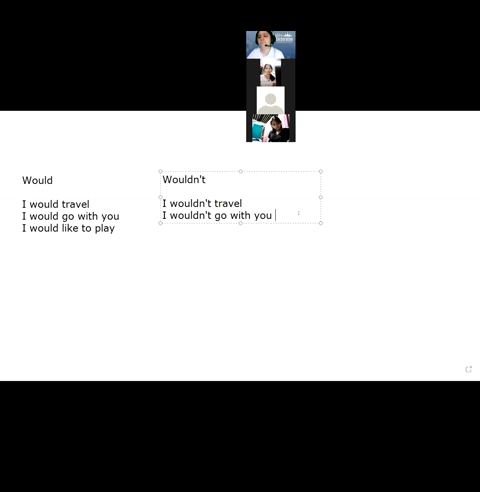 Would
I would travel
I would go with you
I would like to play
Wouldn't
I wouldn't travel
I wouldn't go with you